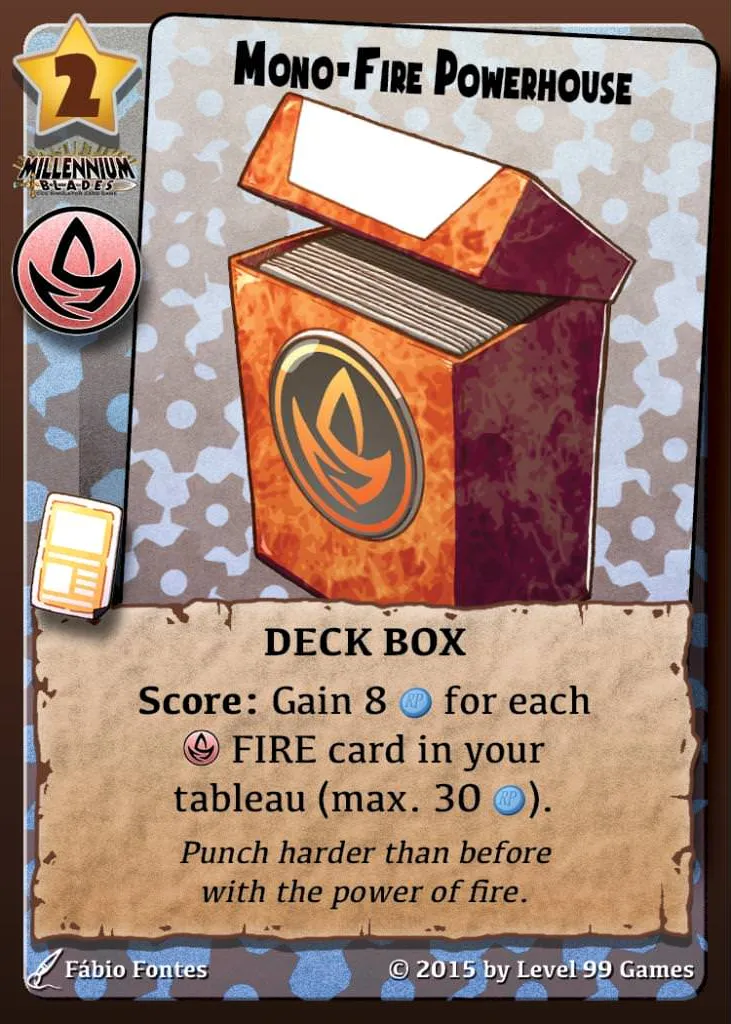 MONO-FIRE POWERHOUSE
2
MILLENNIUM
BLADES
DECK BOX
Score: Gain 8 RP for each
FIRE card in your
tableau (max. 30 RP).
Punch harder than before
with the power of fire.
Fábio Fontes
© 2015 by Level 99 Games